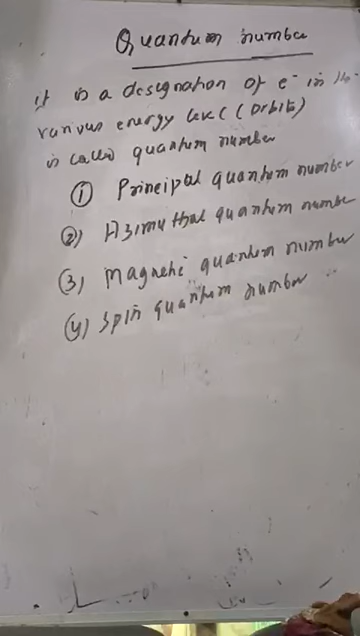 Quantum number
it is a designation of e⁻ in the
various energy level (Orbits)
is called quantum number
① Principal quantum number
(2) Azimuthal quantum number
(3) Magnetic quantum number
(4) Spin quantum number